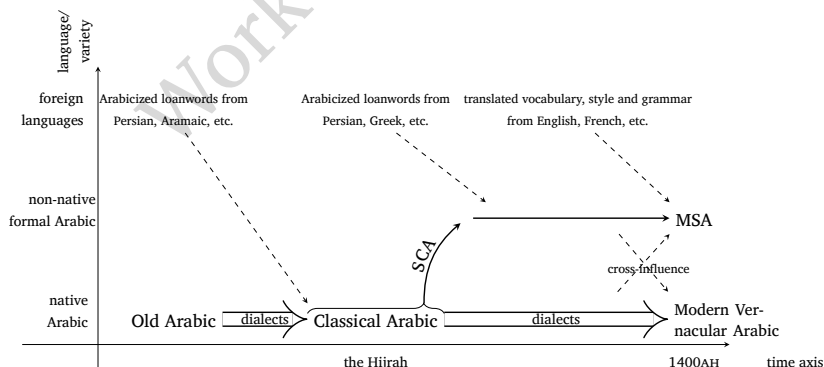 language/
variety
Work
foreign
languages
Arabicized loanwords from
Persian, Aramaic, etc.
Arabicized loanwords from
Persian, Greek, etc.
translated vocabulary, style and grammar
from English, French, etc.
non-native
formal Arabic
MSA
SCA
cross-influence
native
Arabic
Old Arabic
dialects
Classical Arabic
dialects
Modern Ver-
nacular Arabic
the Hijrah
1400AH
time axis